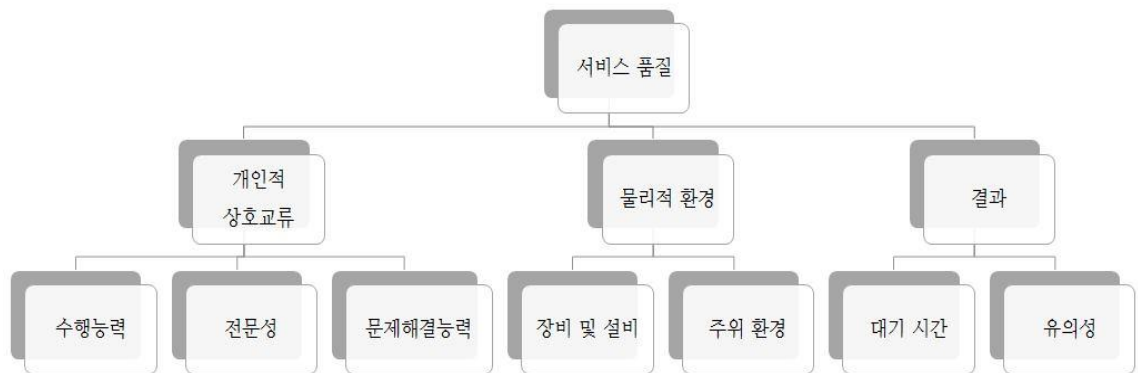 서비스 품질
개인적
상호교류
물리적 환경
결과
수행능력
전문성
문제해결능력
장비 및 설비
주위 환경
대기 시간
유의성